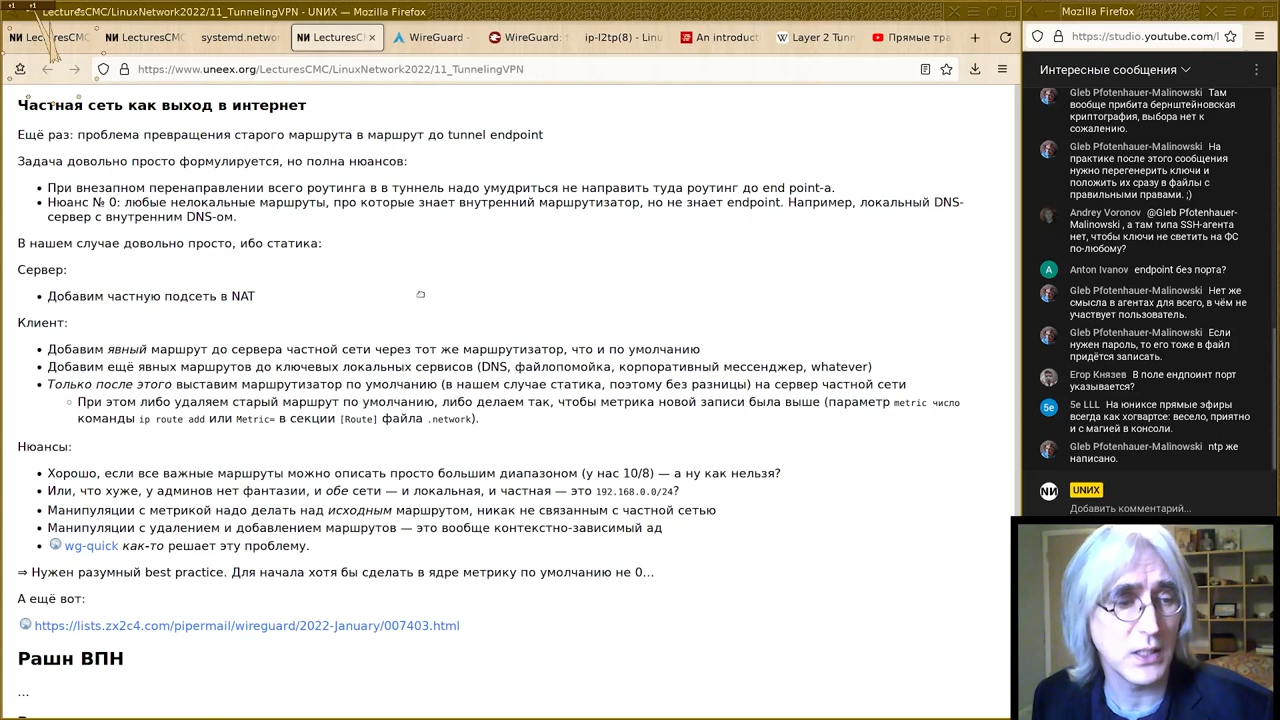 +1 +1 LecturesCMC/LinuxNetwork2022/11_TunnelingVPN - UNИX — Mozilla Firefox
Mozilla Firefox
LecturesCMC
LecturesCMC
systemd.networ
LecturesC
WireGuard -
WireGuard:
ip-l2tp(8) - Linu
An introduct
Layer 2 Tunn
Прямые тра
https://www.uneex.org/LecturesCMC/LinuxNetwork2022/11_TunnelingVPN
https://studio.youtube.com/l
Частная сеть как выход в интернет
Ещё раз: проблема превращения старого маршрута в маршрут до tunnel endpoint
Задача довольно просто формулируется, но полна нюансов:
При внезапном перенаправлении всего роутинга в в туннель надо умудриться не направить туда роутинг до end point-а.
Нюанс № 0: любые нелокальные маршруты, про которые знает внутренний маршрутизатор, но не знает endpoint. Например, локальный DNS-
сервер с внутренним DNS-ом.
В нашем случае довольно просто, ибо статика:
Сервер:
Добавим частную подсеть в NAT
Клиент:
Добавим явный маршрут до сервера частной сети через тот же маршрутизатор, что и по умолчанию
Добавим ещё явных маршрутов до ключевых локальных сервисов (DNS, файлопомойка, корпоративный мессенджер, whatever)
Только после этого выставим маршрутизатор по умолчанию (в нашем случае статика, поэтому без разницы) на сервер частной сети
При этом либо удаляем старый маршрут по умолчанию, либо делаем так, чтобы метрика новой записи была выше (параметр metric число
команды ip route add или Metric= в секции [Route] файла .network).
Нюансы:
Хорошо, если все важные маршруты можно описать просто большим диапазоном (у нас 10/8) — а ну как нельзя?
Или, что хуже, у админов нет фантазии, и обе сети — и локальная, и частная — это 192.168.0.0/24?
Манипуляции с метрикой надо делать над исходным маршрутом, никак не связанным с частной сетью
Манипуляции с удалением и добавлением маршрутов — это вообще контекстно-зависимый ад
wg-quick как-то решает эту проблему.
⇒ Нужен разумный best practice. Для начала хотя бы сделать в ядре метрику по умолчанию не 0…
А ещё вот:
https://lists.zx2c4.com/pipermail/wireguard/2022-January/007403.html
Рашн ВПН
…
Интересные сообщения
Gleb Pfotenhauer-Malinowski Там
вообще прибита бернштейновская
криптография, выбора нет к
сожалению.
Gleb Pfotenhauer-Malinowski На
практике после этого сообщения
нужно перегенерить ключи и
положить их сразу в файлы с
правильными правами. ;)
Andrey Voronov @Gleb Pfotenhauer-
Malinowski , а там типа SSH-агента
нет, чтобы ключи не светить на ФС
по-любому?
A Anton Ivanov endpoint без порта?
Gleb Pfotenhauer-Malinowski Нет же
смысла в агентах для всего, в чём не
участвует пользователь.
Gleb Pfotenhauer-Malinowski Если
нужен пароль, то его тоже в файл
придётся записать.
Егор Князев В поле ендпоинт порт
указывается?
5e 5e LLL На юниксе прямые эфиры
всегда как хогвартсе: весело, приятно
и с магией в консоли.
Gleb Pfotenhauer-Malinowski ntp же
написано.
NИ UNИX
Добавить комментарий...